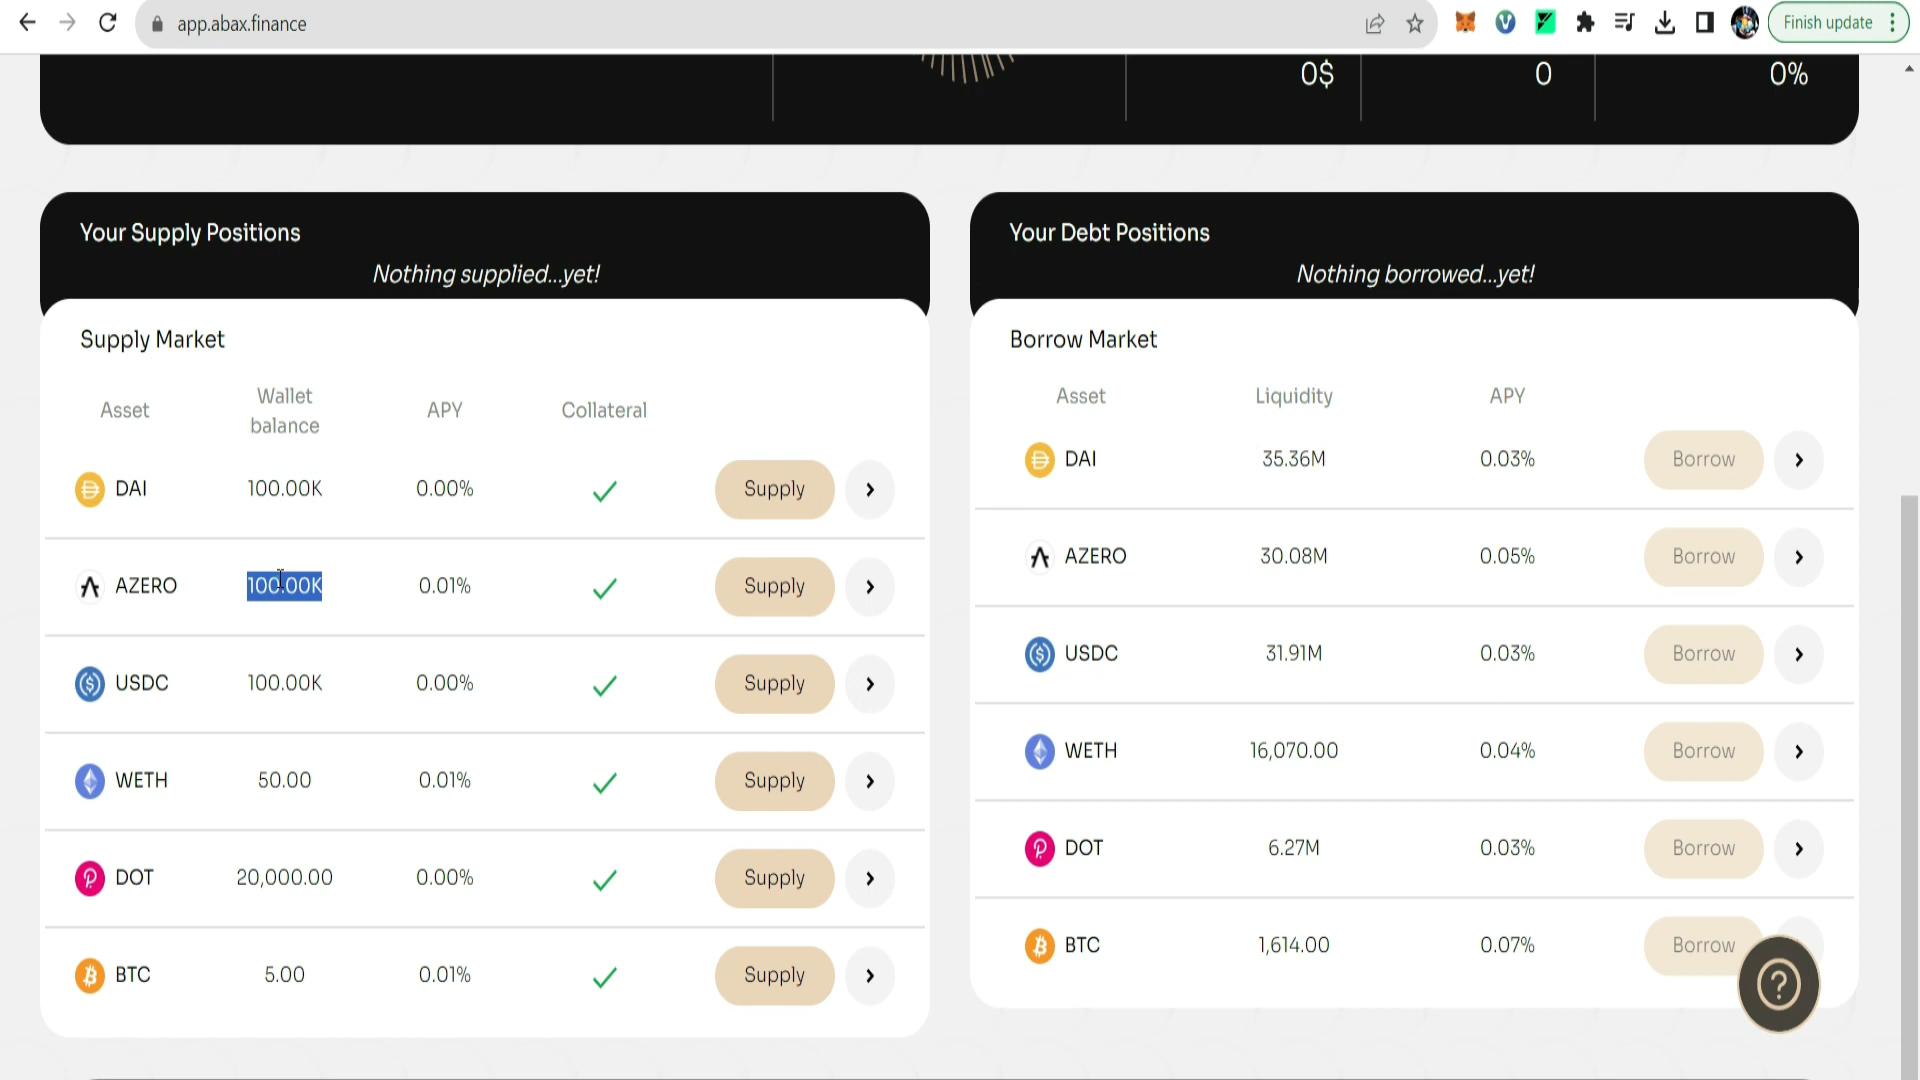 app.abax.finance
Finish update
0$ 0 0%
Your Supply Positions
Nothing supplied...yet!
Supply Market
Asset Wallet balance APY Collateral
DAI 100.00K 0.00% Supply
AZERO 100.00K 0.01% Supply
USDC 100.00K 0.00% Supply
WETH 50.00 0.01% Supply
DOT 20,000.00 0.00% Supply
BTC 5.00 0.01% Supply
Your Debt Positions
Nothing borrowed...yet!
Borrow Market
Asset Liquidity APY
DAI 35.36M 0.03% Borrow
AZERO 30.08M 0.05% Borrow
USDC 31.91M 0.03% Borrow
WETH 16,070.00 0.04% Borrow
DOT 6.27M 0.03% Borrow
BTC 1,614.00 0.07% Borrow
?